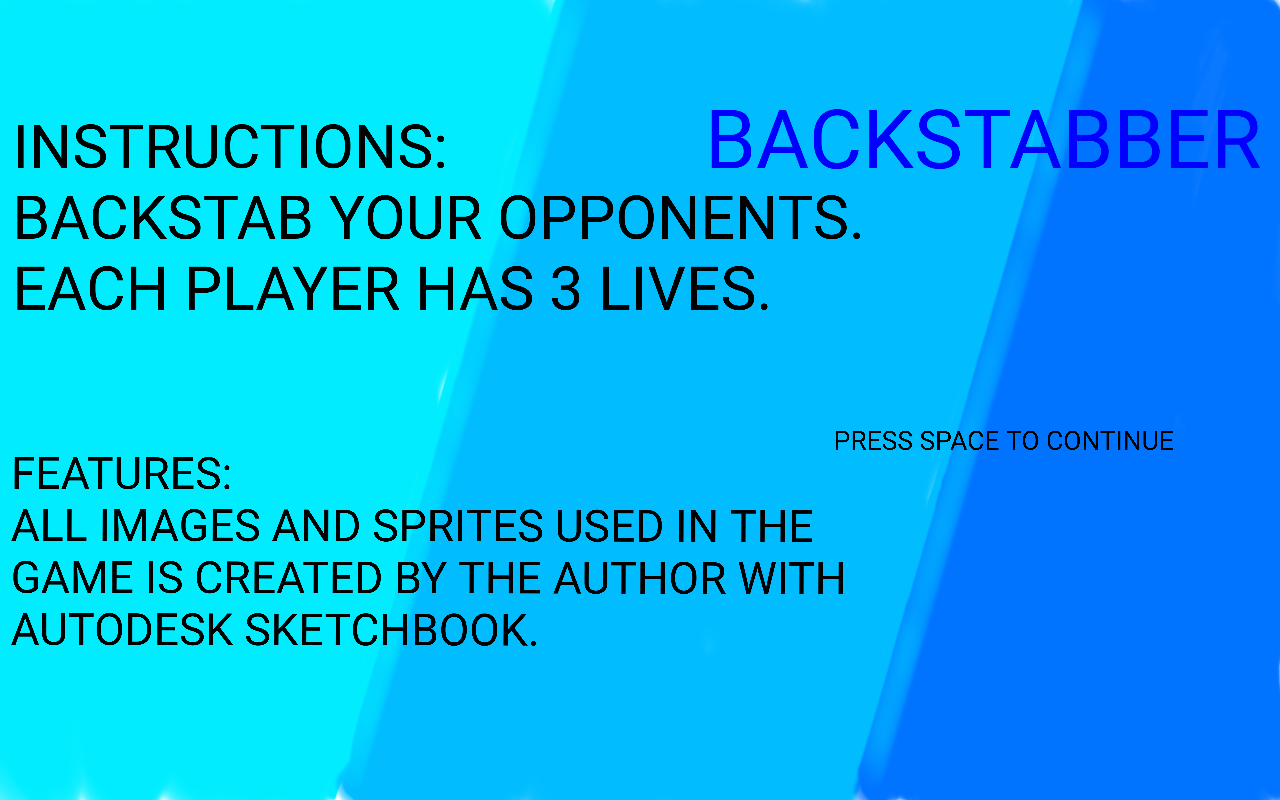 BACKSTABBER
INSTRUCTIONS:
BACKSTAB YOUR OPPONENTS.
EACH PLAYER HAS 3 LIVES.
PRESS SPACE TO CONTINUE
FEATURES:
ALL IMAGES AND SPRITES USED IN THE
GAME IS CREATED BY THE AUTHOR WITH
AUTODESK SKETCHBOOK.